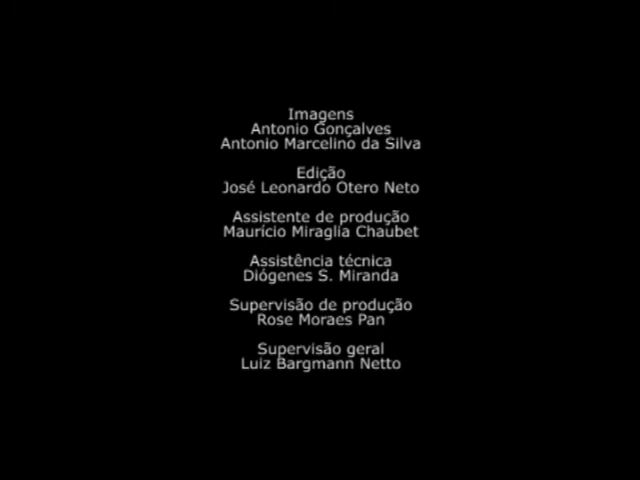 Imagens
Antonio Gonçalves
Antonio Marcelino da Silva
Edição
José Leonardo Otero Neto
Assistente de produção
Maurício Miraglia Chaubet
Assistência técnica
Diógenes S. Miranda
Supervisão de produção
Rose Moraes Pan
Supervisão geral
Luiz Bargmann Netto